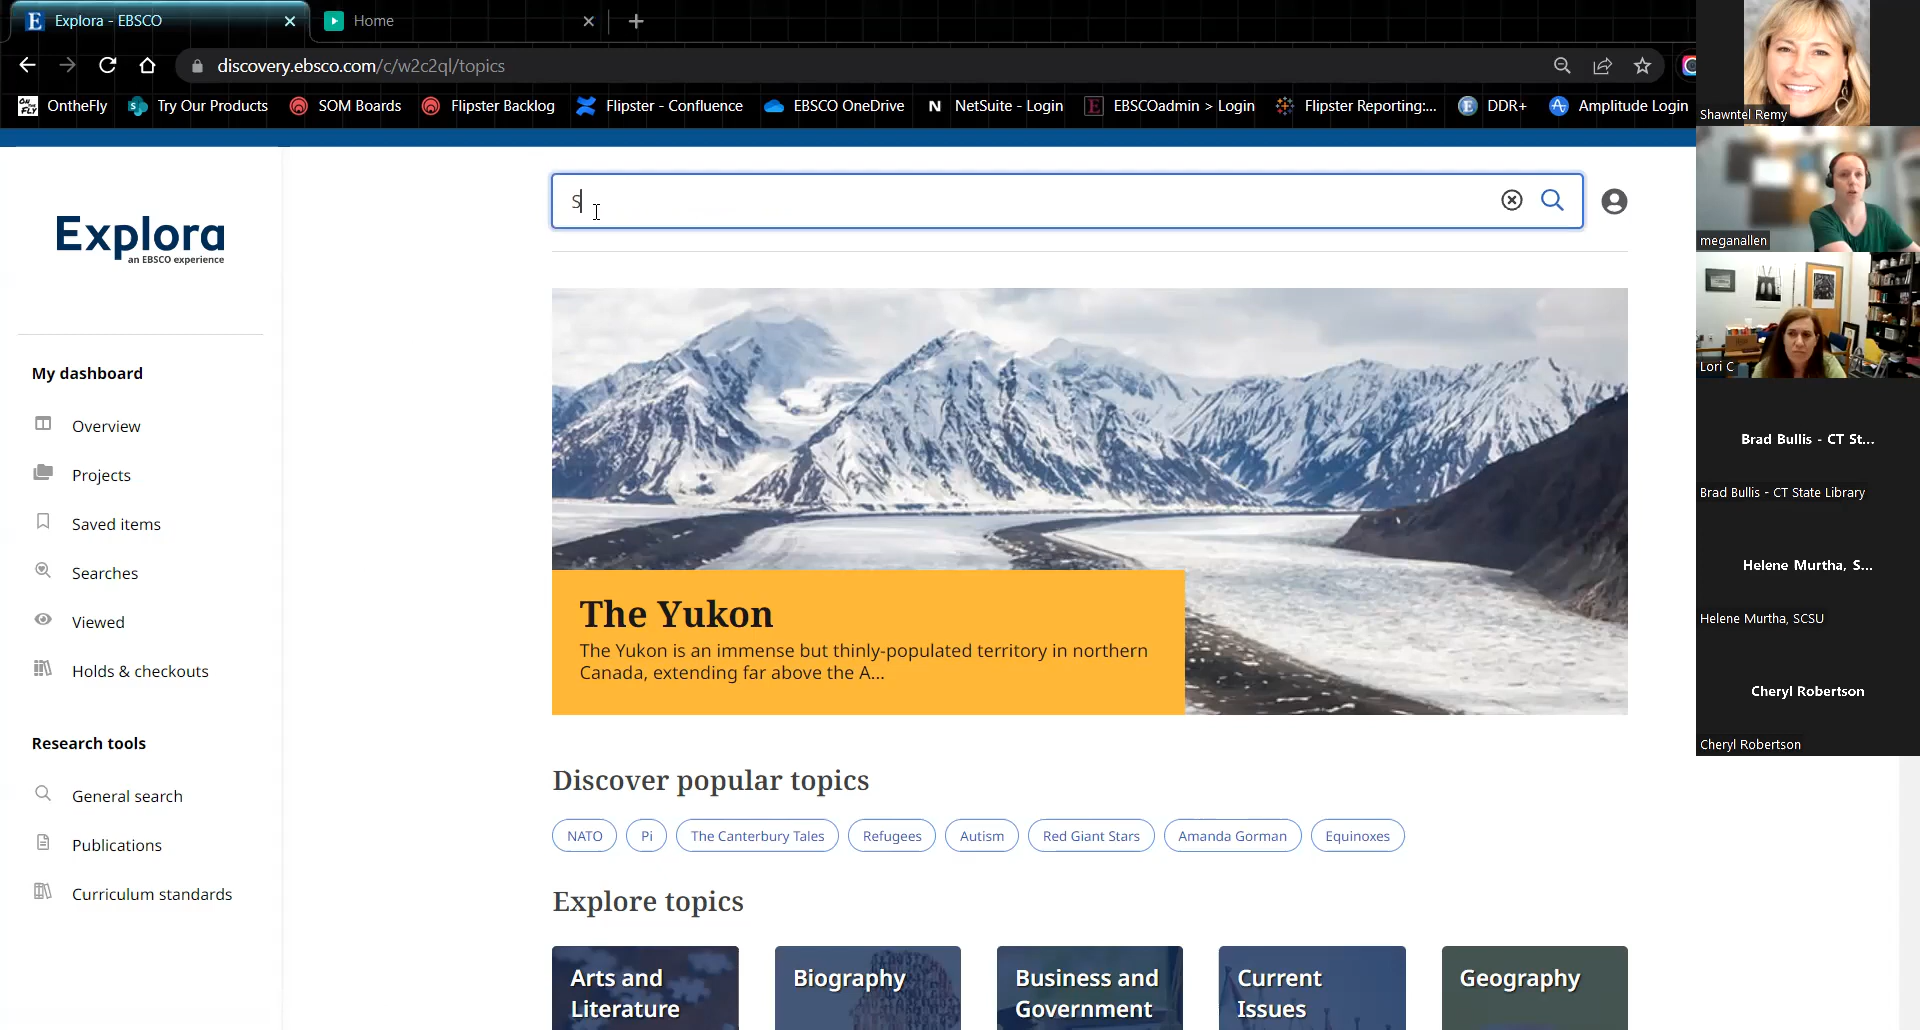 Explora - EBSCO
Home
discovery.ebsco.com/c/w2c2ql/topics
ON THE FLY
OntheFly
Try Our Products
SOM Boards
Flipster Backlog
Flipster - Confluence
EBSCO OneDrive
NetSuite - Login
EBSCOadmin > Login
Flipster Reporting:...
DDR+
Amplitude Login
Explora
an EBSCO experience
S
My dashboard
Overview
Projects
Saved items
Searches
Viewed
Holds & checkouts
Research tools
General search
Publications
Curriculum standards
The Yukon
The Yukon is an immense but thinly-populated territory in northern
Canada, extending far above the A...
Discover popular topics
NATO
Pi
The Canterbury Tales
Refugees
Autism
Red Giant Stars
Amanda Gorman
Equinoxes
Explore topics
Arts and
Literature
Biography
Business and
Government
Current
Issues
Geography
Shawntel Remy
meganallen
Lori C
Brad Bullis - CT St...
Brad Bullis - CT State Library
Helene Murtha, S...
Helene Murtha, SCSU
Cheryl Robertson
Cheryl Robertson